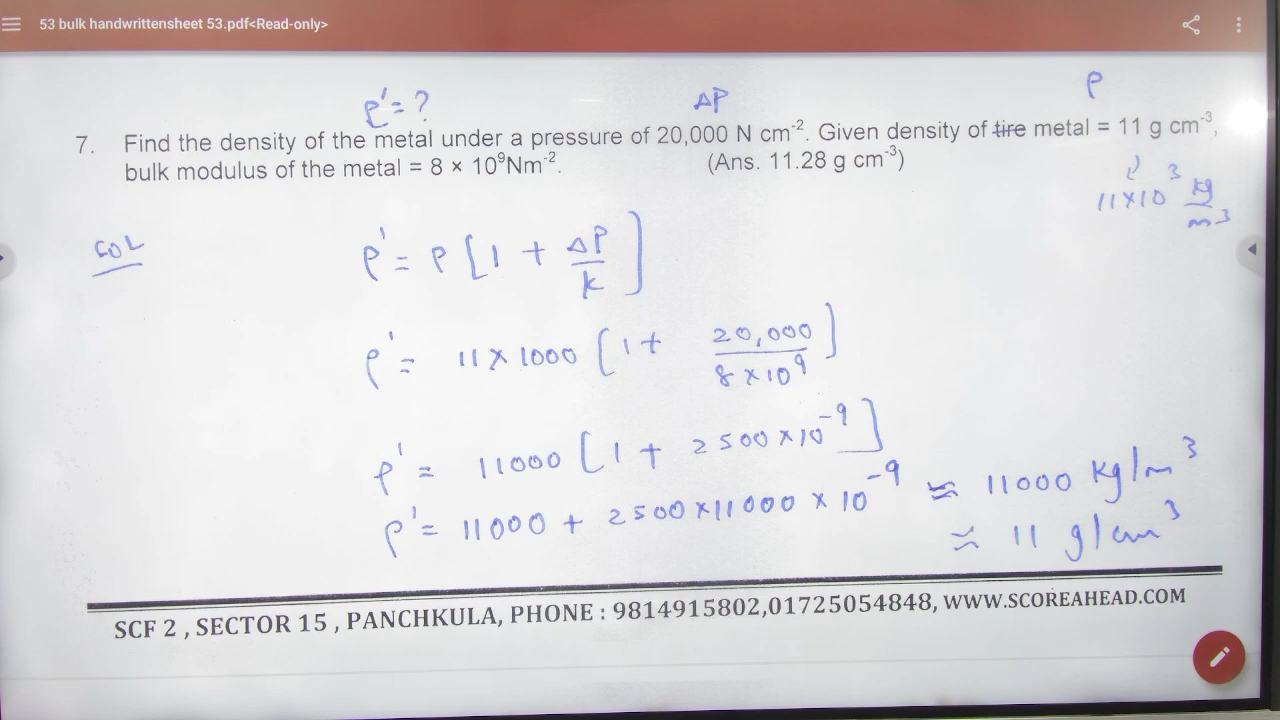 53 bulk handwrittensheet 53.pdf<Read-only>
ρ' = ? ΔP ρ
7. Find the density of the metal under a pressure of 20,000 N cm⁻². Given density of tire metal = 11 g cm⁻³,
bulk modulus of the metal = 8 × 10⁹Nm⁻². (Ans. 11.28 g cm⁻³)
11×10³ kg/m³
SOL
ρ' = ρ [1 + ΔP/k]
ρ' = 11 × 1000 [1 + 20,000/8×10⁹]
ρ' = 11000 [1 + 2500×10⁻⁹]
ρ' = 11000 + 2500×11000 × 10⁻⁹ ≈ 11000 kg/m³
≈ 11 g/cm³
SCF 2 , SECTOR 15 , PANCHKULA, PHONE : 9814915802,01725054848, WWW.SCOREAHEAD.COM